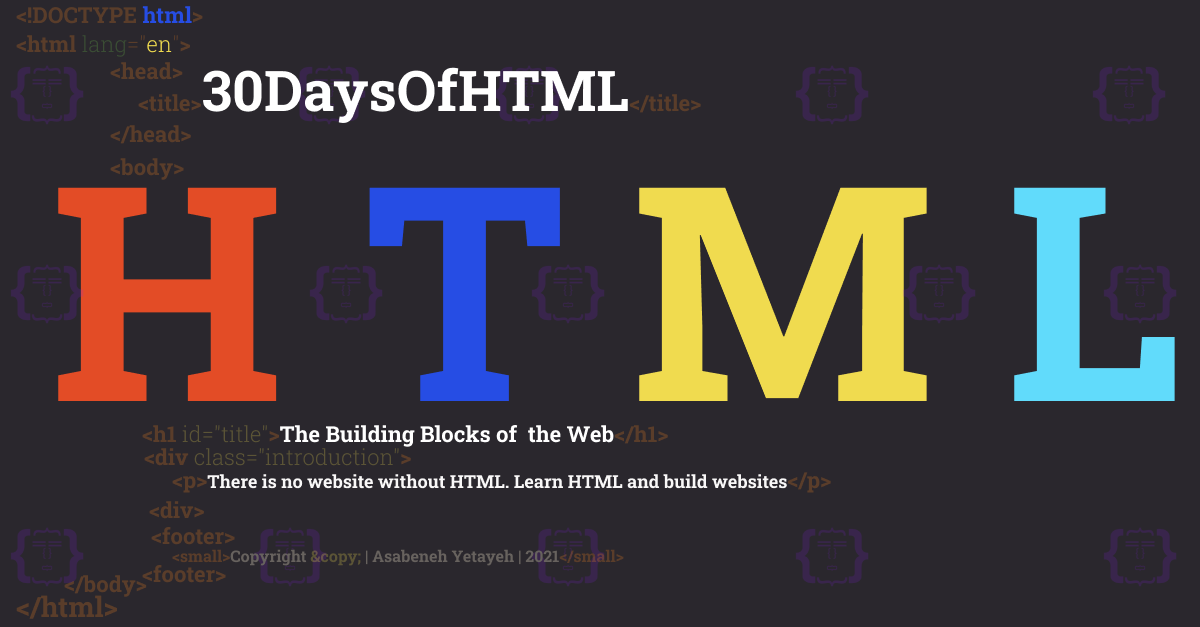 <!DOCTYPE html>
<html lang="en">
<head>
<title>30DaysOfHTML</title>
</head>
<body>
HTML
<h1 id="title">The Building Blocks of the Web</h1>
<div class="introduction">
<p>There is no website without HTML. Learn HTML and build websites</p>
<div>
<footer>
<small>Copyright &copy; | Asabeneh Yetayeh | 2021</small>
<footer>
</body>
</html>